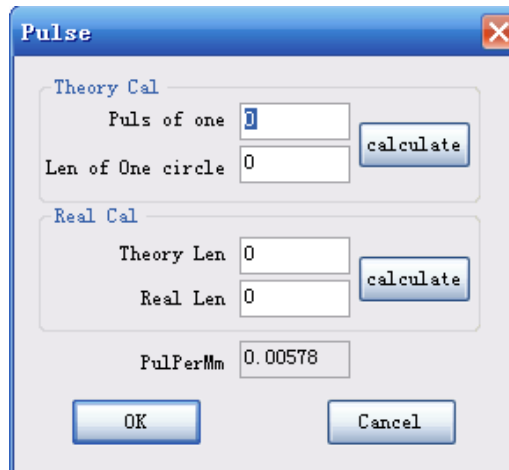 Pulse
Theory Cal
Puls of one 0
Len of One circle 0
calculate
Real Cal
Theory Len 0
Real Len 0
calculate
PulPerMm 0.00578
OK Cancel